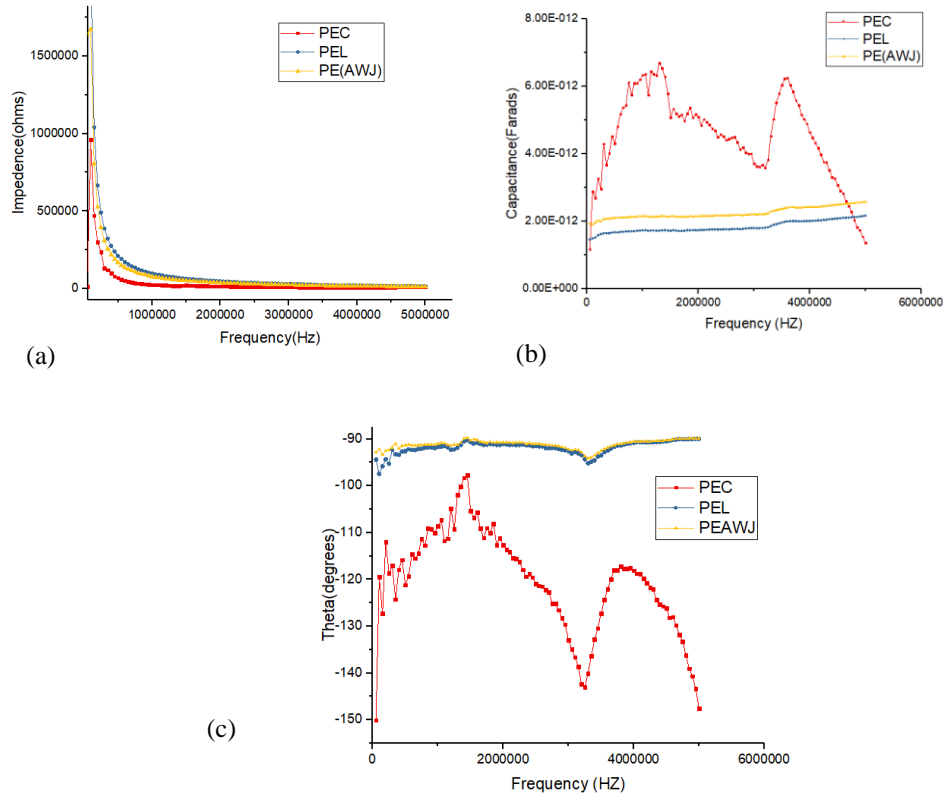 PEC
PEL
PE(AWJ)
1500000
1000000
500000
0
Impedence(ohms)
0
1000000
2000000
3000000
4000000
5000000
Frequency(Hz)
(a)
8.00E-012
6.00E-012
4.00E-012
2.00E-012
0.00E+000
Capacitance(Farads)
PEC
PEL
PE(AWJ)
0
2000000
4000000
6000000
Frequency (HZ)
(b)
-90
-100
-110
-120
-130
-140
-150
Theta(degrees)
PEC
PEL
PEAWJ
0
2000000
4000000
6000000
Frequency (HZ)
(c)